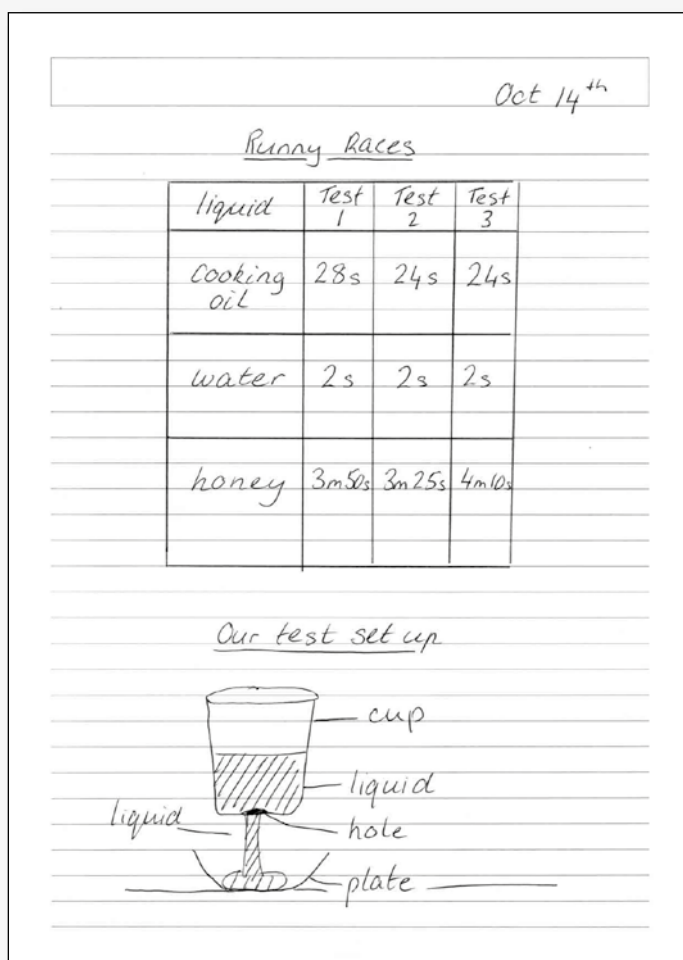 Oct 14th
Runny Races
liquid Test 1 Test 2 Test 3
cooking oil 28s 24s 24s
water 2s 2s 2s
honey 3m50s 3m25s 4m10s
Our test set up
cup
liquid
liquid
hole
plate